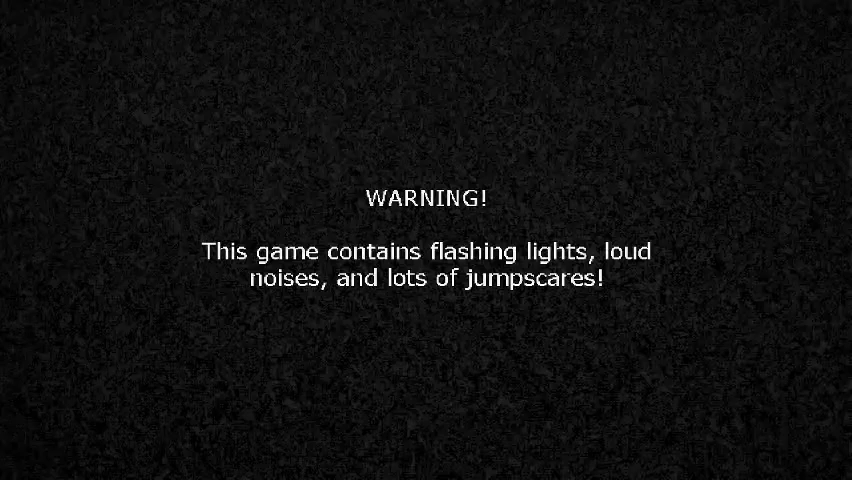 WARNING!
This game contains flashing lights, loud
noises, and lots of jumpscares!